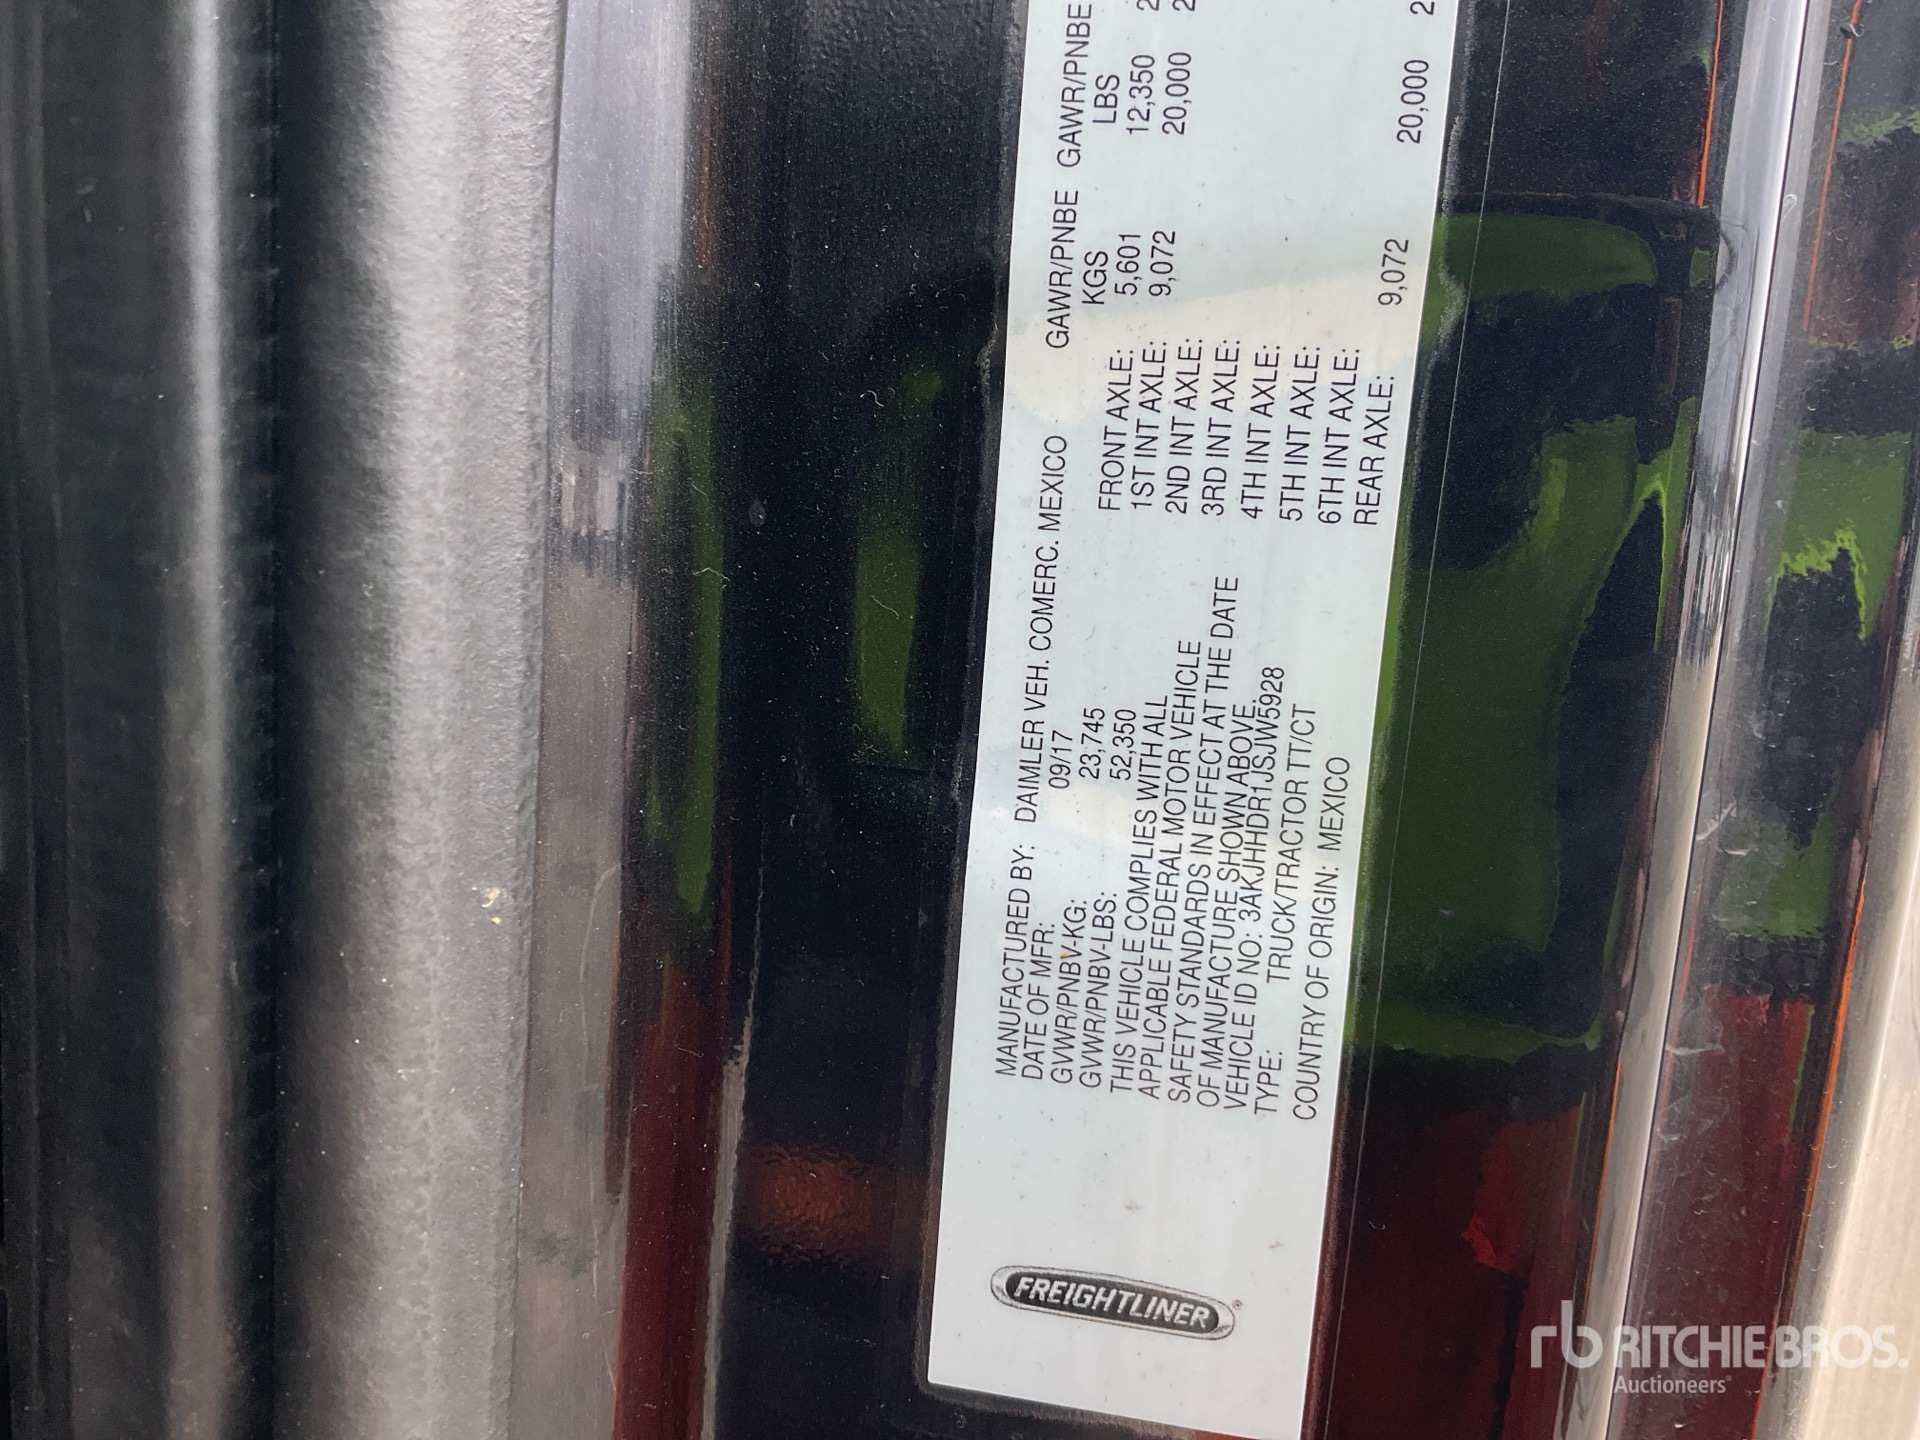 FREIGHTLINER®
MANUFACTURED BY: DAIMLER VEH. COMERC. MEXICO
DATE OF MFR: 09/17
GVWR/PNBV-KG: 23,745
GVWR/PNBV-LBS: 52,350
THIS VEHICLE COMPLIES WITH ALL
APPLICABLE FEDERAL MOTOR VEHICLE
SAFETY STANDARDS IN EFFECT AT THE DATE
OF MANUFACTURE SHOWN ABOVE.
VEHICLE ID NO: 3AKJHHDR1JSJW5928
TYPE: TRUCK/TRACTOR TT/CT
COUNTRY OF ORIGIN: MEXICO
GAWR/PNBE GAWR/PNBE
KGS LBS
FRONT AXLE: 5,601 12,350 2
1ST INT AXLE: 9,072 20,000 2
2ND INT AXLE:
3RD INT AXLE:
4TH INT AXLE:
5TH INT AXLE:
6TH INT AXLE:
REAR AXLE: 9,072 20,000 2
rb RITCHIE BROS.
Auctioneers®